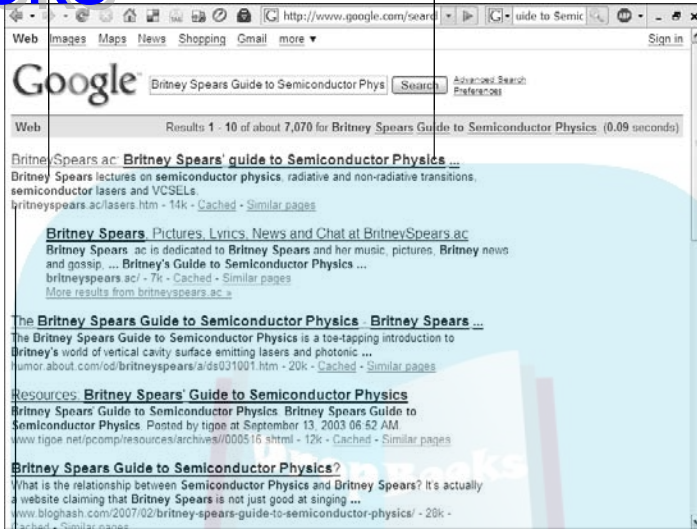 http://www.google.com/searc
uide to Semic
Web Images Maps News Shopping Gmail more ▼ Sign in
Google Britney Spears Guide to Semiconductor Phys Search Advanced Search
Preferences
Web Results 1 - 10 of about 7,070 for Britney Spears Guide to Semiconductor Physics. (0.09 seconds)
BritneySpears.ac: Britney Spears' guide to Semiconductor Physics ...
Britney Spears lectures on semiconductor physics, radiative and non-radiative transitions,
semiconductor lasers and VCSELs.
britneyspears.ac/lasers.htm - 14k - Cached - Similar pages
Britney Spears, Pictures, Lyrics, News and Chat at BritneySpears.ac
Britney Spears .ac is dedicated to Britney Spears and her music, pictures, Britney news
and gossip, ... Britney's Guide to Semiconductor Physics ...
britneyspears.ac/ - 7k - Cached - Similar pages
More results from britneyspears.ac »
The Britney Spears Guide to Semiconductor Physics - Britney Spears ...
The Britney Spears Guide to Semiconductor Physics is a toe-tapping introduction to
Britney's world of vertical cavity surface emitting lasers and photonic ...
humor.about.com/od/britneyspears/a/ds031001.htm - 20k - Cached - Similar pages
Resources: Britney Spears' Guide to Semiconductor Physics
Britney Spears' Guide to Semiconductor Physics. Britney Spears Guide to
Semiconductor Physics. Posted by tigoe at September 13, 2003 06:52 AM.
www.tigoe.net/pcomp/resources/archives//000516.shtml - 12k - Cached - Similar pages
Britney Spears Guide to Semiconductor Physics?
What is the relationship between Semiconductor Physics and Britney Spears? It's actually
a website claiming that Britney Spears is not just good at singing ...
www.bloghash.com/2007/02/britney-spears-guide-to-semiconductor-physics/ - 28k -
Cached - Similar pages